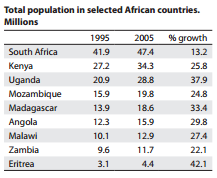 Total population in selected African countries.
Millions
1995 2005 % growth
South Africa 41.9 47.4 13.2
Kenya 27.2 34.3 25.8
Uganda 20.9 28.8 37.9
Mozambique 15.9 19.8 24.8
Madagascar 13.9 18.6 33.4
Angola 12.3 15.9 29.8
Malawi 10.1 12.9 27.4
Zambia 9.6 11.7 22.1
Eritrea 3.1 4.4 42.1